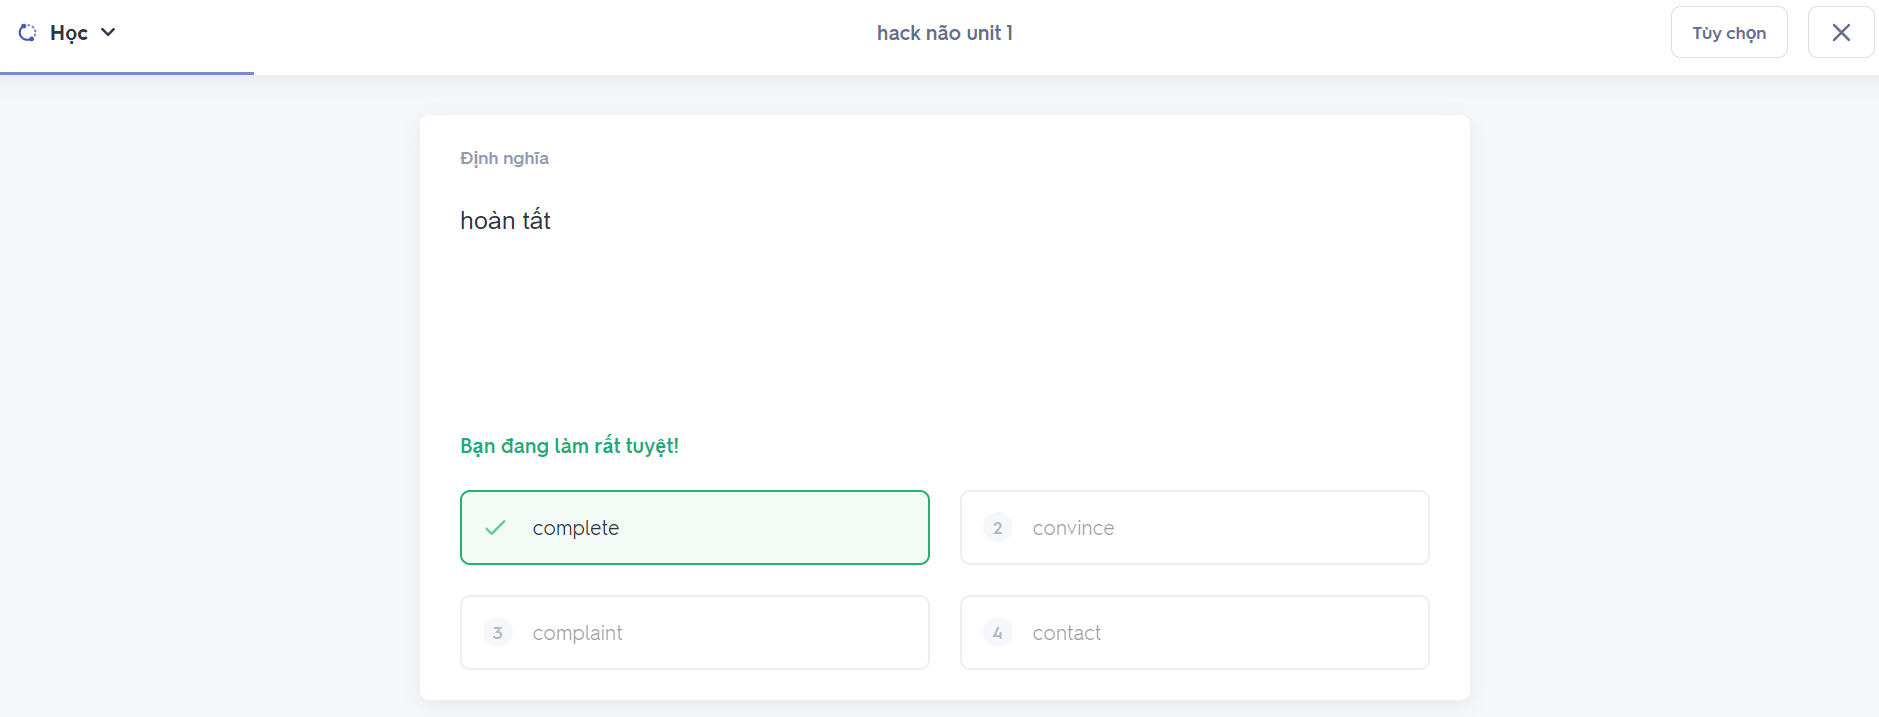 Học
hack não unit 1
Tùy chọn
Định nghĩa
hoàn tất
Bạn đang làm rất tuyệt!
complete
2 convince
3 complaint
4 contact